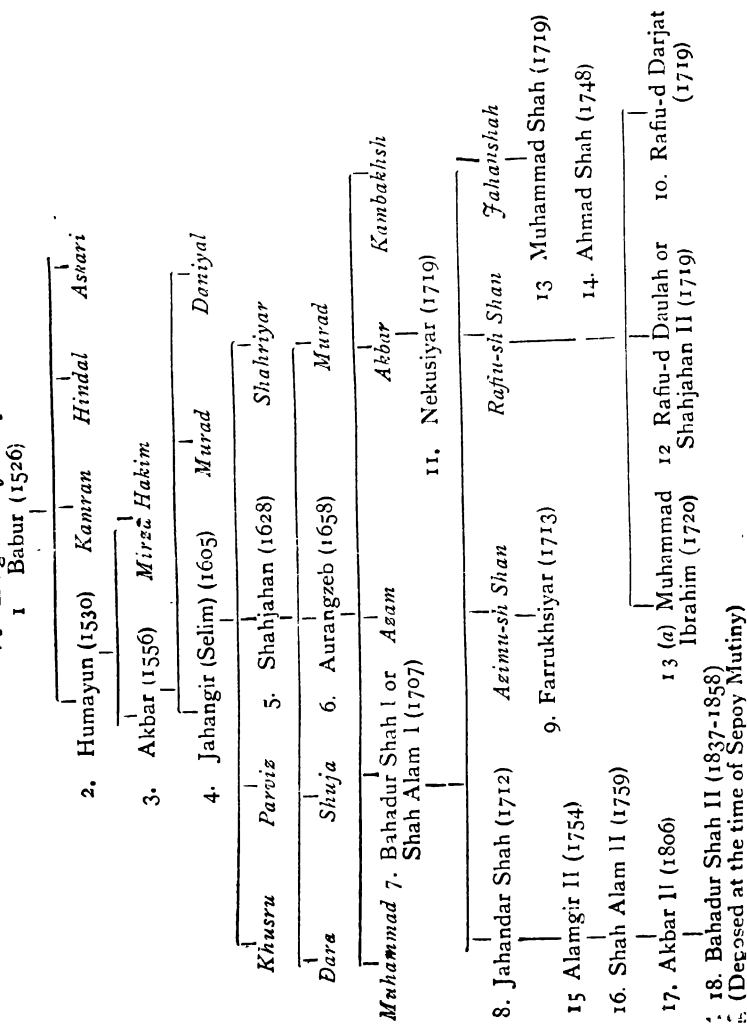 1 Babur (1526)
2. Humayun (1530) Kamran Hindal Askari
3. Akbar (1556) Mirza Hakim
4. Jahangir (Selim) (1605) Murad Daniyal
Khusru Parviz 5. Shahjahan (1628) Shahriyar
Dara Shuja 6. Aurangzeb (1658) Murad
Muhammad 7. Bahadur Shah I or Azam Akbar Kambakhsh
Shah Alam I (1707)
11. Nekusiyar (1719)
8. Jahandar Shah (1712) Azimu-sh Shan Rafiu-sh Shan Jahanshah
9. Farrukhsiyar (1713) 13 Muhammad Shah (1719)
15 Alamgir II (1754) 14. Ahmad Shah (1748)
16. Shah Alam II (1759)
17. Akbar II (1806) 13 (a) Muhammad 12 Rafiu-d Daulah or 10. Rafiu-d Darjat
Ibrahim (1720) Shahjahan II (1719) (1719)
18. Bahadur Shah II (1837-1858)
(Deposed at the time of Sepoy Mutiny)